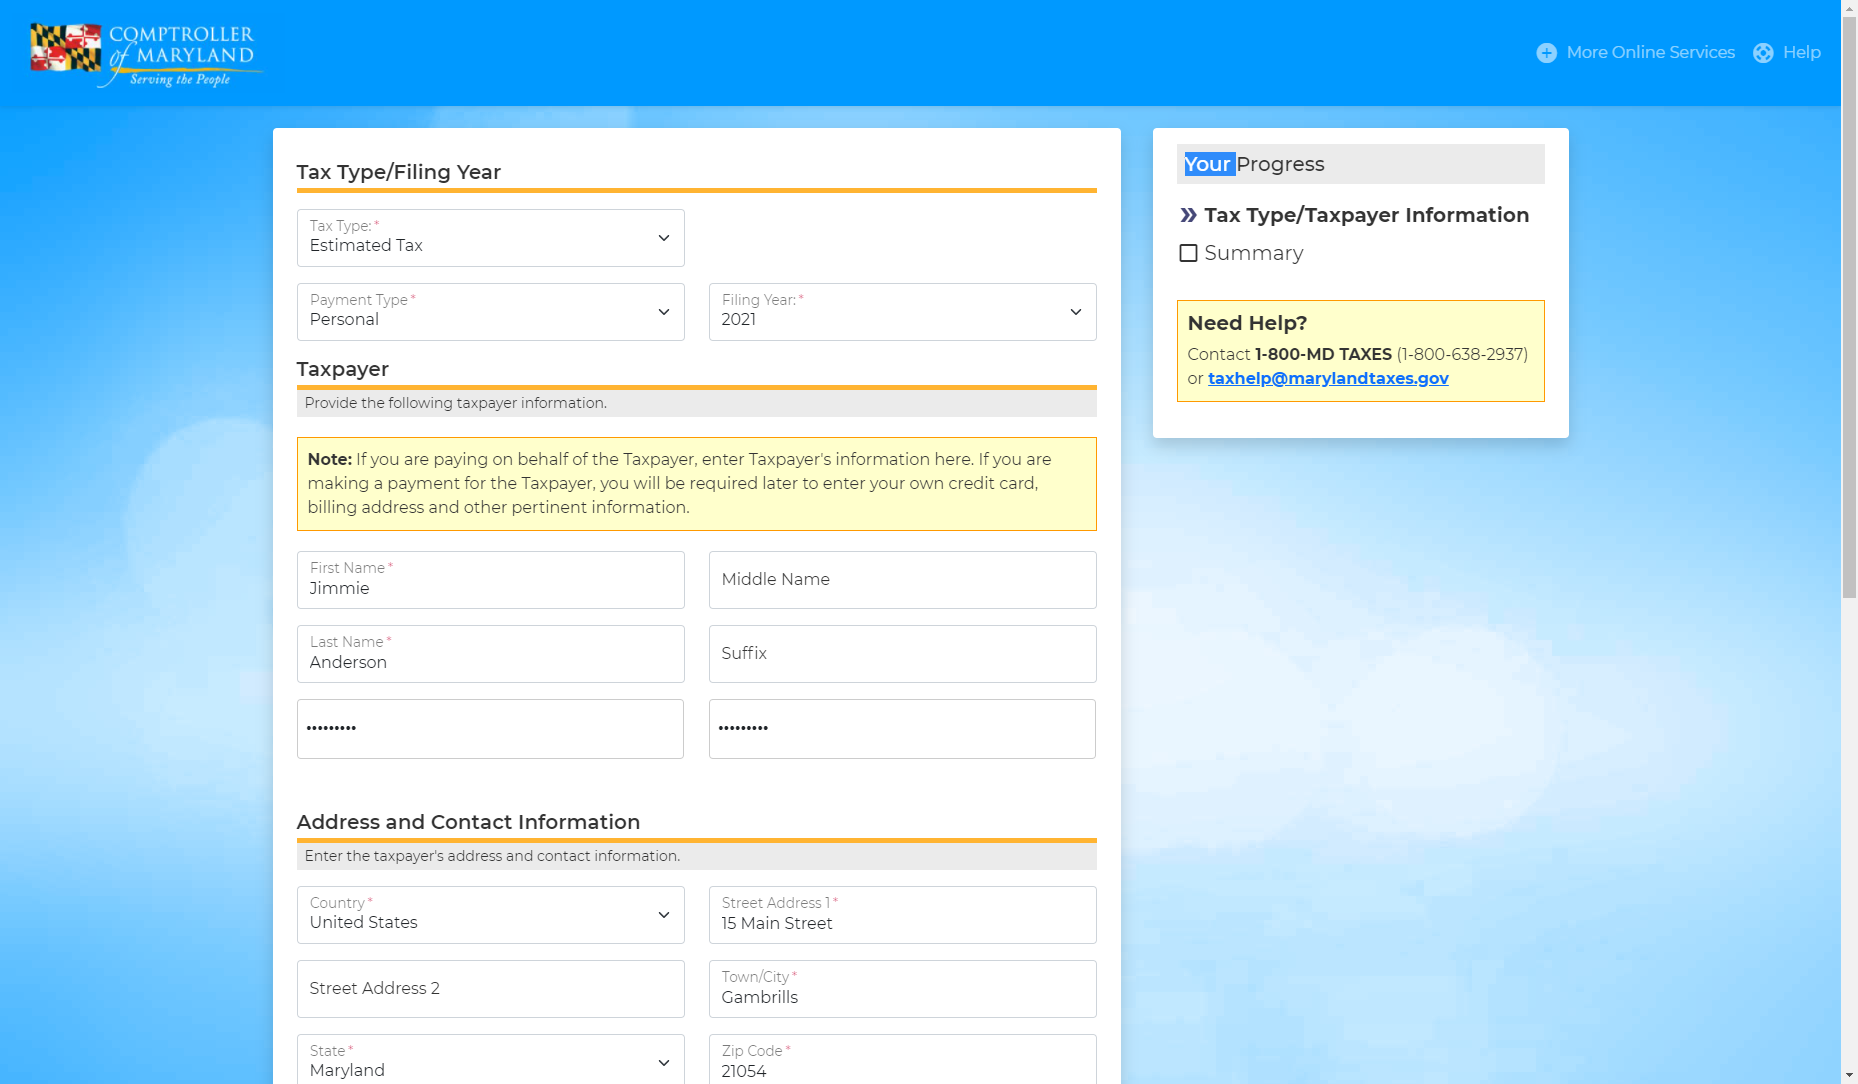 COMPTROLLER
of MARYLAND
Serving the People
More Online Services
Help
Tax Type/Filing Year
Tax Type: *
Estimated Tax
Payment Type *
Personal
Filing Year: *
2021
Taxpayer
Provide the following taxpayer information.
Note: If you are paying on behalf of the Taxpayer, enter Taxpayer's information here. If you are
making a payment for the Taxpayer, you will be required later to enter your own credit card,
billing address and other pertinent information.
First Name *
Jimmie
Middle Name
Last Name *
Anderson
Suffix
•••••••••
•••••••••
Address and Contact Information
Enter the taxpayer's address and contact information.
Country *
United States
Street Address 1 *
15 Main Street
Street Address 2
Town/City *
Gambrills
State *
Maryland
Zip Code *
21054
Your Progress
» Tax Type/Taxpayer Information
Summary
Need Help?
Contact 1-800-MD TAXES (1-800-638-2937)
or taxhelp@marylandtaxes.gov